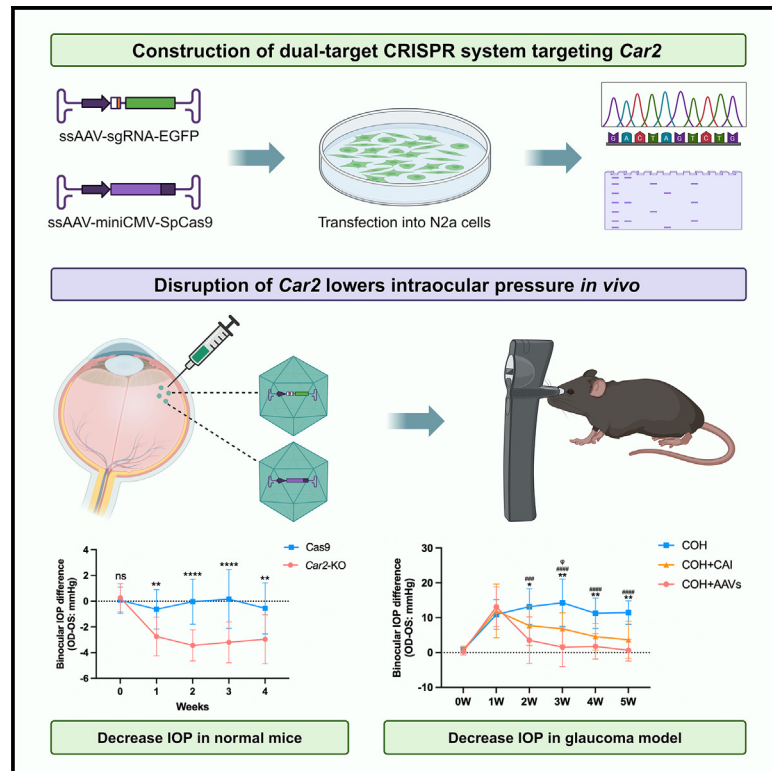 Construction of dual-target CRISPR system targeting Car2
ssAAV-sgRNA-EGFP
ssAAV-miniCMV-SpCas9
Transfection into N2a cells
G A C T A G T C T G
Disruption of Car2 lowers intraocular pressure in vivo
Cas9
Car2-KO
Binocular IOP difference
(OD-OS: mmHg)
4
2
0
-2
-4
-6
ns
**
****
****
**
0 1 2 3 4
Weeks
COH
COH+CAI
COH+AAVs
Binocular IOP difference
(OD-OS: mmHg)
30
20
10
0
-10
###
*
φ
####
**
####
**
####
**
0W 1W 2W 3W 4W 5W
Decrease IOP in normal mice
Decrease IOP in glaucoma model